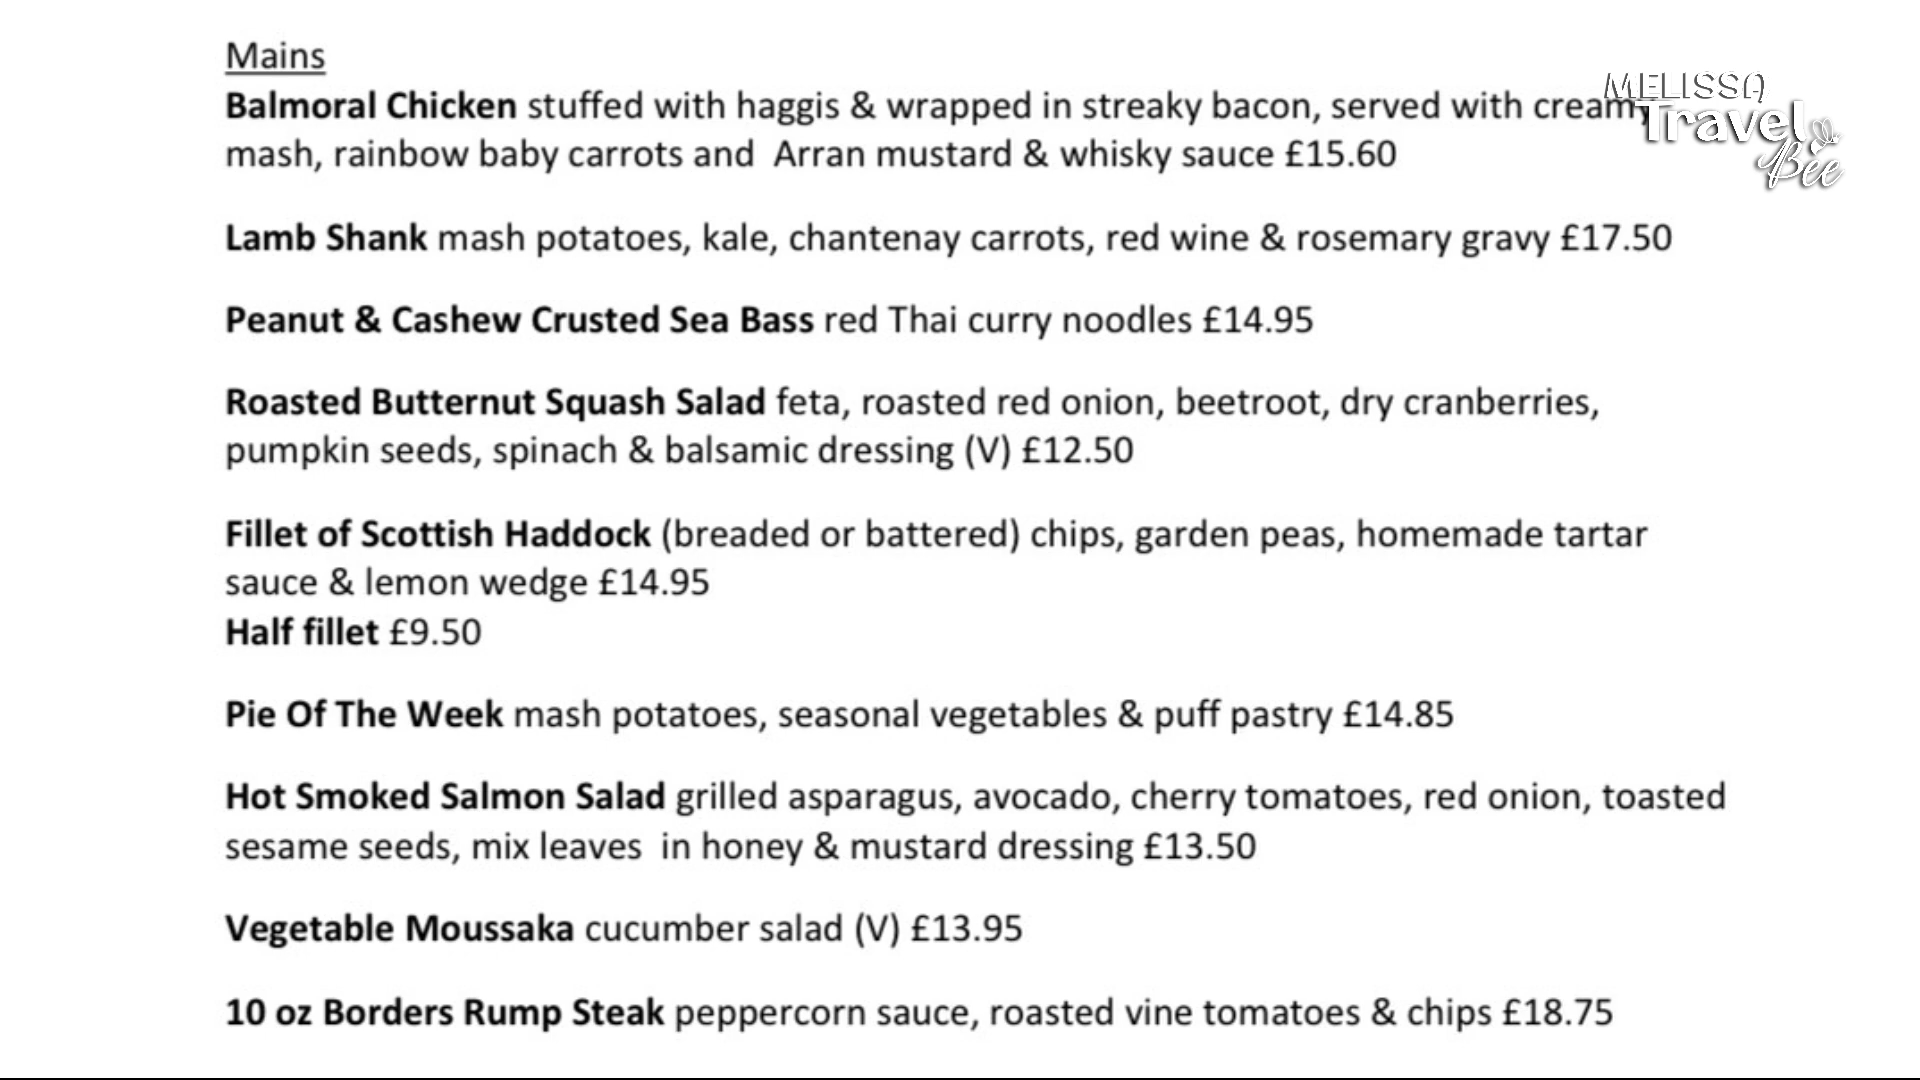 Mains
Balmoral Chicken stuffed with haggis & wrapped in streaky bacon, served with creamy
mash, rainbow baby carrots and  Arran mustard & whisky sauce £15.60
Lamb Shank mash potatoes, kale, chantenay carrots, red wine & rosemary gravy £17.50
Peanut & Cashew Crusted Sea Bass red Thai curry noodles £14.95
Roasted Butternut Squash Salad feta, roasted red onion, beetroot, dry cranberries,
pumpkin seeds, spinach & balsamic dressing (V) £12.50
Fillet of Scottish Haddock (breaded or battered) chips, garden peas, homemade tartar
sauce & lemon wedge £14.95
Half fillet £9.50
Pie Of The Week mash potatoes, seasonal vegetables & puff pastry £14.85
Hot Smoked Salmon Salad grilled asparagus, avocado, cherry tomatoes, red onion, toasted
sesame seeds, mix leaves  in honey & mustard dressing £13.50
Vegetable Moussaka cucumber salad (V) £13.95
10 oz Borders Rump Steak peppercorn sauce, roasted vine tomatoes & chips £18.75
MELISSA
Travel
Bee